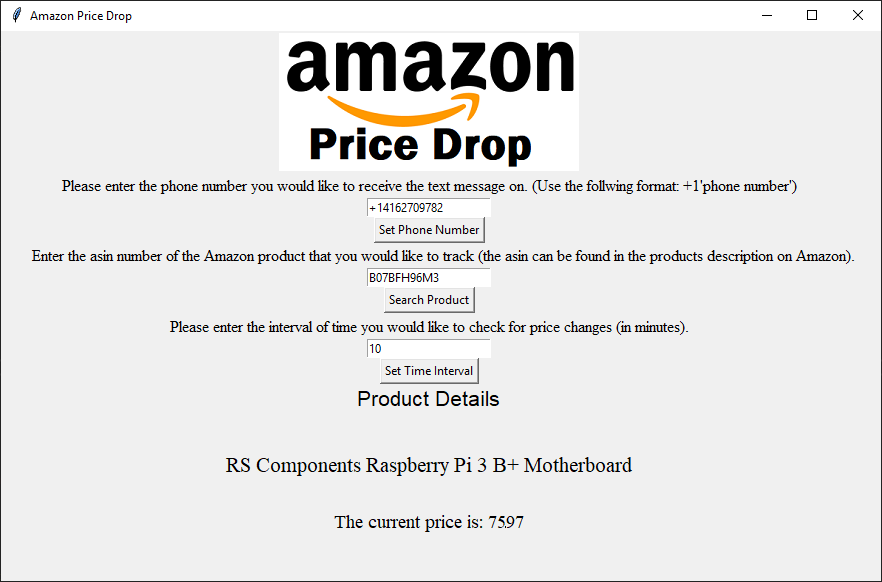 Amazon Price Drop
amazon
Price Drop
Please enter the phone number you would like to receive the text message on. (Use the follwing format: +1'phone number')
+14162709782
Set Phone Number
Enter the asin number of the Amazon product that you would like to track (the asin can be found in the products description on Amazon).
B07BFH96M3
Search Product
Please enter the interval of time you would like to check for price changes (in minutes).
10
Set Time Interval
Product Details
RS Components Raspberry Pi 3 B+ Motherboard
The current price is: 75.97